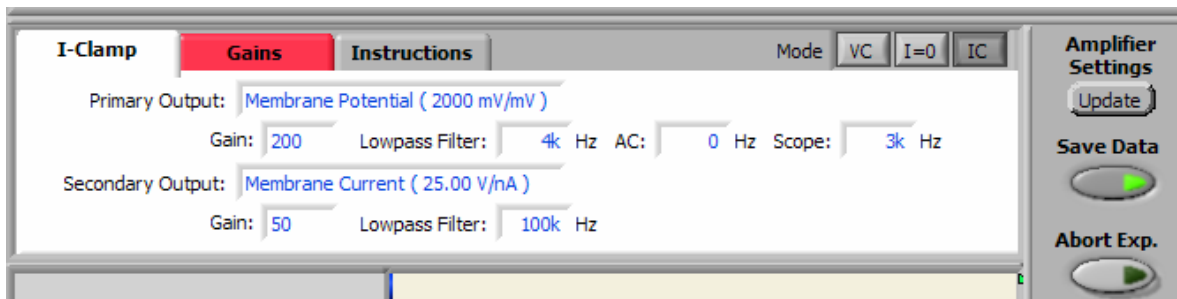 I-Clamp Gains Instructions Mode VC I=0 IC
Primary Output: Membrane Potential ( 2000 mV/mV )
Gain: 200 Lowpass Filter: 4k Hz AC: 0 Hz Scope: 3k Hz
Secondary Output: Membrane Current ( 25.00 V/nA )
Gain: 50 Lowpass Filter: 100k Hz
Amplifier
Settings
Update
Save Data
Abort Exp.